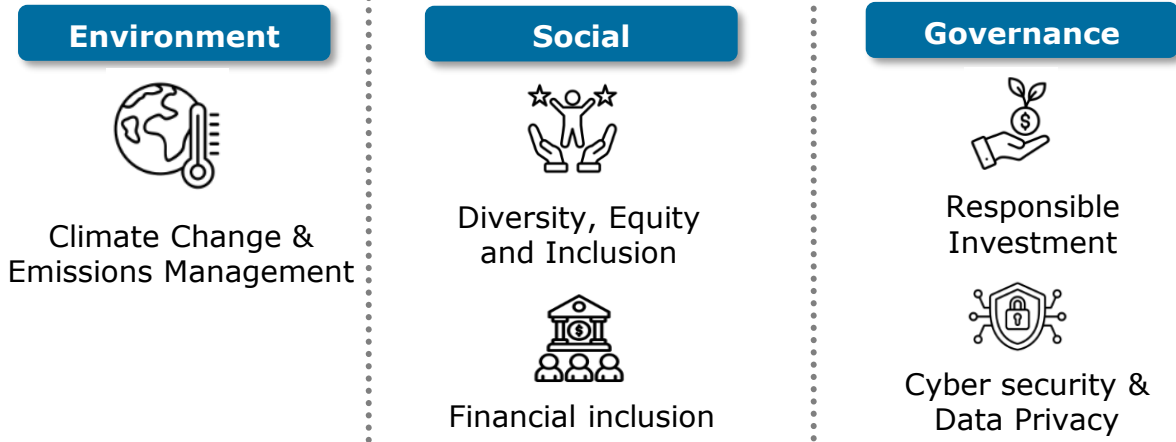 Environment
Climate Change &
Emissions Management
Social
Diversity, Equity
and Inclusion
Financial inclusion
Governance
Responsible
Investment
Cyber security &
Data Privacy